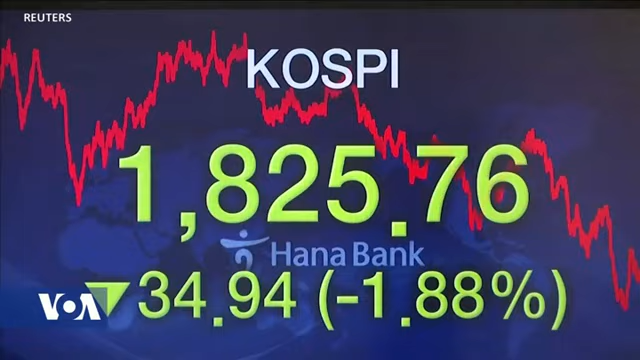 REUTERS
KOSPI
1,825.76
Hana Bank
VOA ▼34.94 (-1.88%)